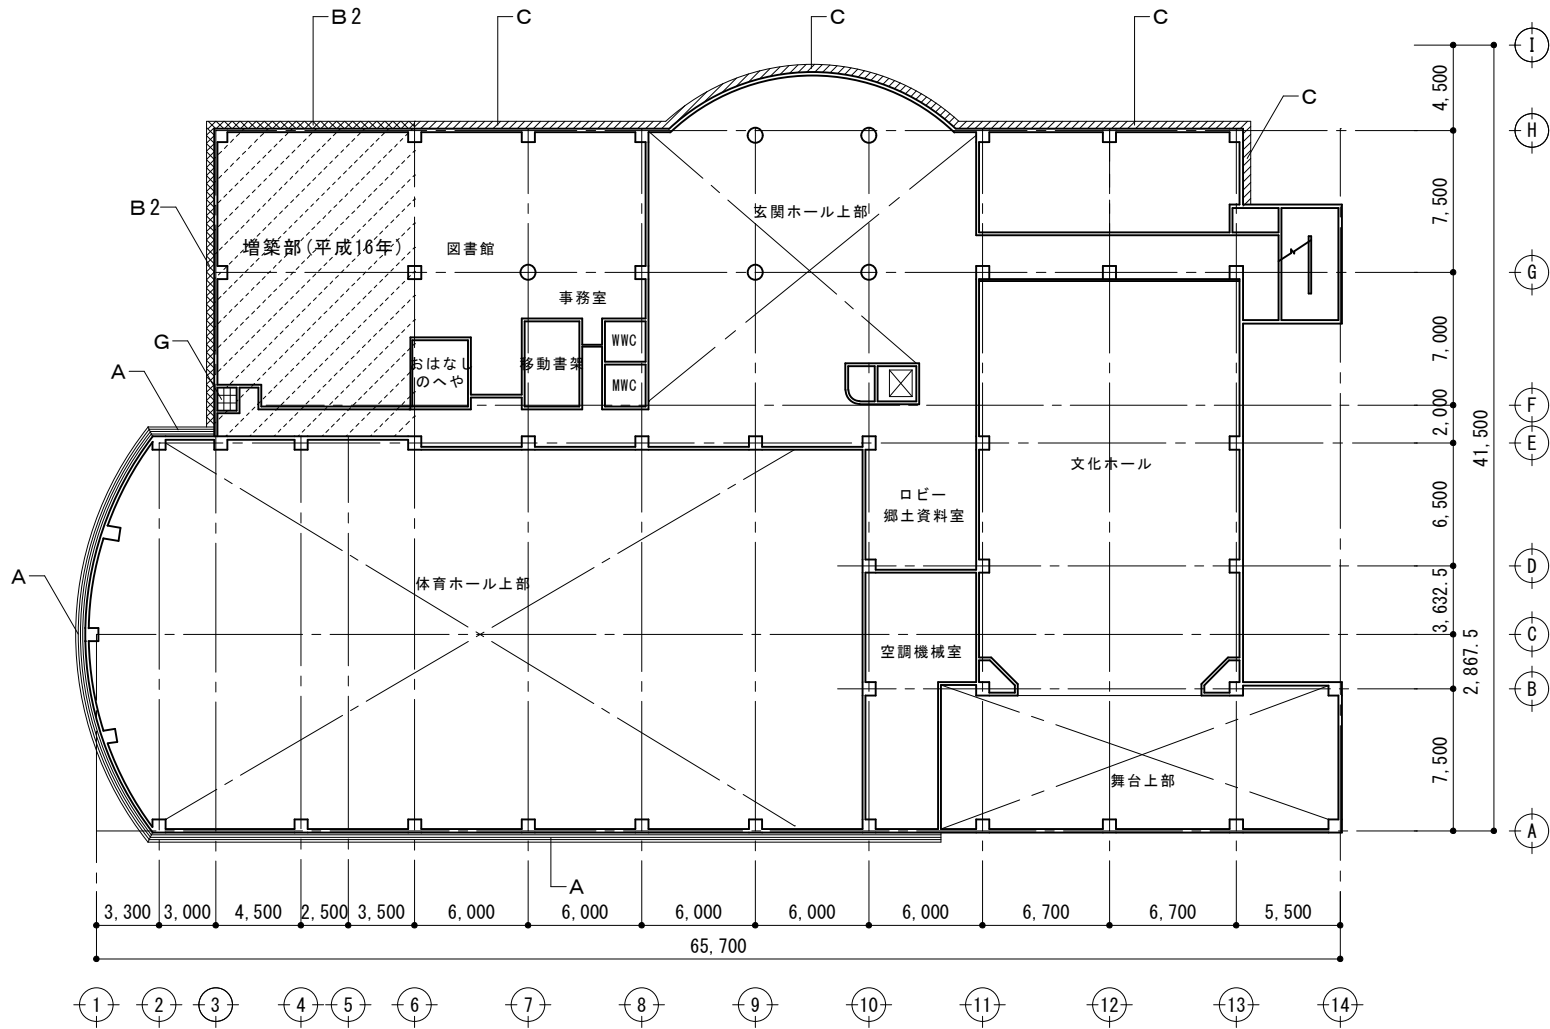 B2
C
C
C
C
I
4,500
H
玄関ホール上部
7,500
B2
増築部(平成16年)
図書館
G
事務室
G
WWC
7,000
おはなし
のへや
移動書架
MWC
A
F
2,000
E
41,500
文化ホール
ロビー
郷土資料室
6,500
D
A
体育ホール上部
3,632.5
C
空調機械室
2,867.5
B
舞台上部
7,500
A
A
3,300
3,000
4,500
2,500
3,500
6,000
6,000
6,000
6,000
6,000
6,700
6,700
5,500
65,700
1
2
3
4
5
6
7
8
9
10
11
12
13
14